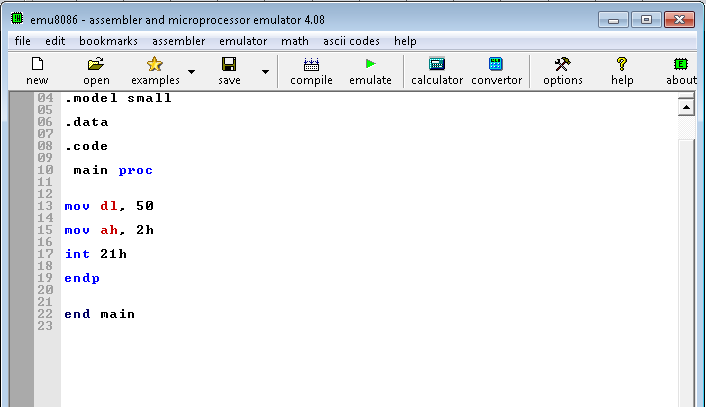 emu8086 - assembler and microprocessor emulator 4.08
file edit bookmarks assembler emulator math ascii codes help
new open examples save compile emulate calculator convertor options help about
04 .model small
05
06 .data
07
08 .code
09
10 main proc
11
12
13 mov dl, 50
14
15 mov ah, 2h
16
17 int 21h
18
19 endp
20
21
22 end main
23